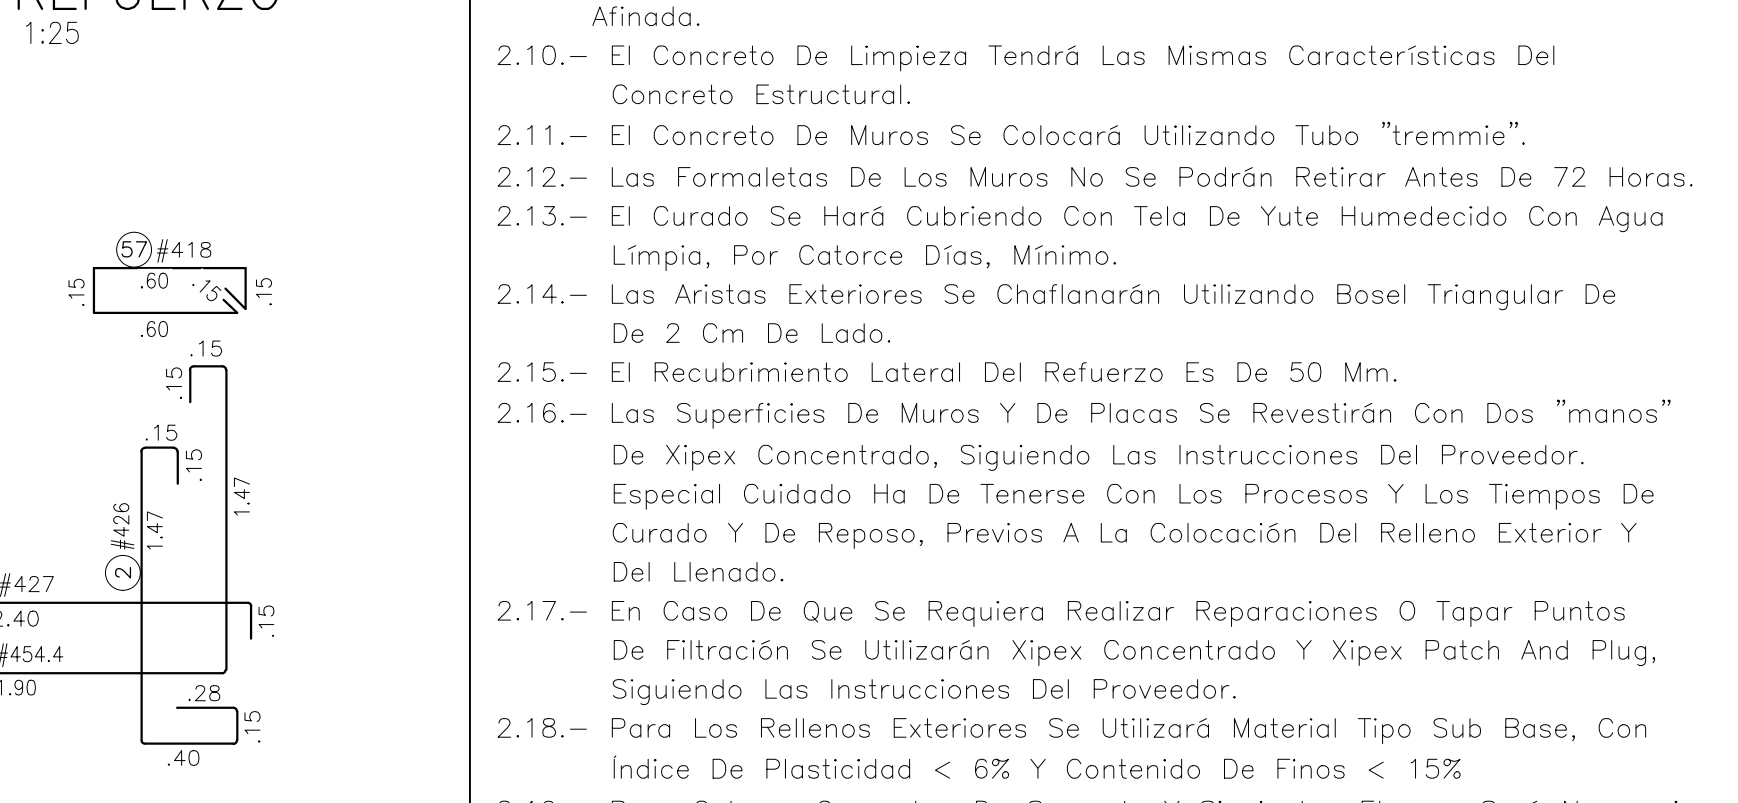 REFUERZO
1:25
57 #418
.60
.15
.15
.15
.60
.15
.15
.15
.15
1.47
1.47
2 #426
#427
2.40
.15
#454.4
1.90
.28
.15
.40
Afinada.
2.10.– El Concreto De Limpieza Tendrá Las Mismas Características Del
Concreto Estructural.
2.11.– El Concreto De Muros Se Colocará Utilizando Tubo "tremmie".
2.12.– Las Formaletas De Los Muros No Se Podrán Retirar Antes De 72 Horas.
2.13.– El Curado Se Hará Cubriendo Con Tela De Yute Humedecido Con Agua
Límpia, Por Catorce Días, Mínimo.
2.14.– Las Aristas Exteriores Se Chaflanarán Utilizando Bosel Triangular De
De 2 Cm De Lado.
2.15.– El Recubrimiento Lateral Del Refuerzo Es De 50 Mm.
2.16.– Las Superficies De Muros Y De Placas Se Revestirán Con Dos "manos"
De Xipex Concentrado, Siguiendo Las Instrucciones Del Proveedor.
Especial Cuidado Ha De Tenerse Con Los Procesos Y Los Tiempos De
Curado Y De Reposo, Previos A La Colocación Del Relleno Exterior Y
Del Llenado.
2.17.– En Caso De Que Se Requiera Realizar Reparaciones O Tapar Puntos
De Filtración Se Utilizarán Xipex Concentrado Y Xipex Patch And Plug,
Siguiendo Las Instrucciones Del Proveedor.
2.18.– Para Los Rellenos Exteriores Se Utilizará Material Tipo Sub Base, Con
Índice De Plasticidad < 6% Y Contenido De Finos < 15%